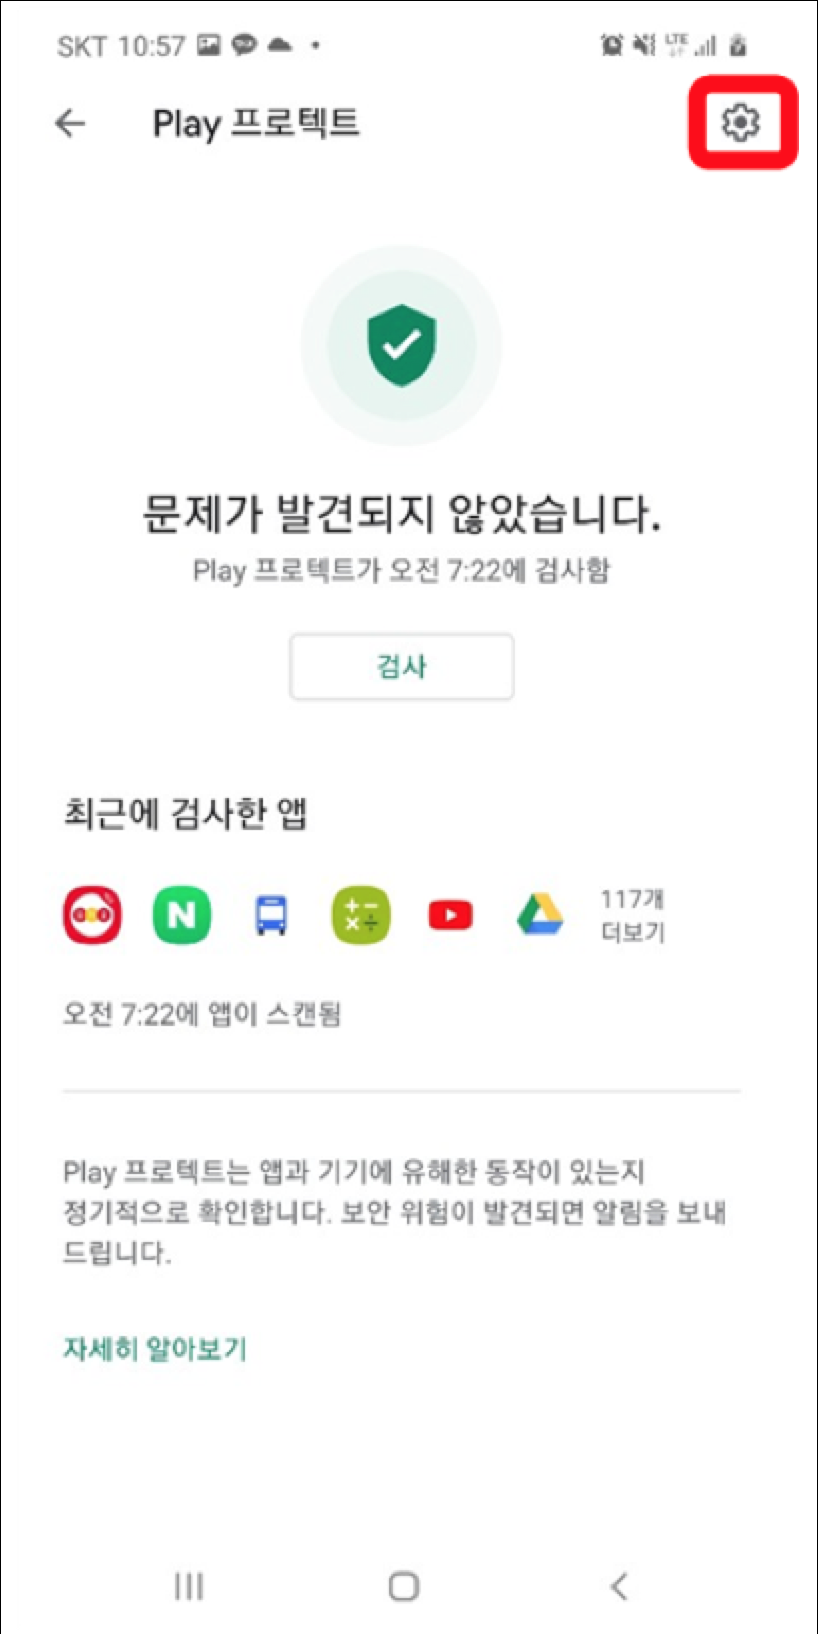 SKT 10:57
LTE
Play 프로텍트
문제가 발견되지 않았습니다.
Play 프로텍트가 오전 7:22에 검사함
검사
최근에 검사한 앱
N
117개
더보기
오전 7:22에 앱이 스캔됨
Play 프로텍트는 앱과 기기에 유해한 동작이 있는지
정기적으로 확인합니다. 보안 위험이 발견되면 알림을 보내
드립니다.
자세히 알아보기